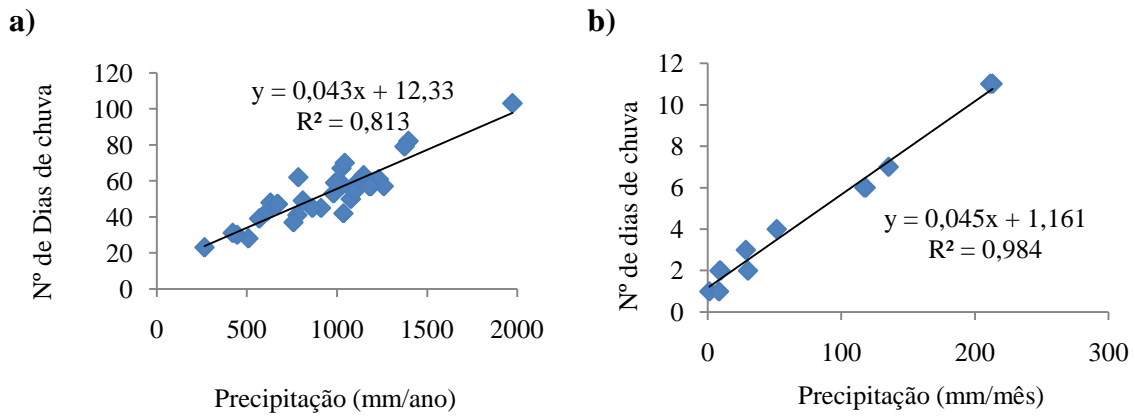 a)
Nº de Dias de chuva
120
100
80
60
40
20
0
y = 0,043x + 12,33
R² = 0,813
0 500 1000 1500 2000
Precipitação (mm/ano)
b)
Nº de dias de chuva
12
10
8
6
4
2
0
y = 0,045x + 1,161
R² = 0,984
0 100 200 300
Precipitação (mm/mês)